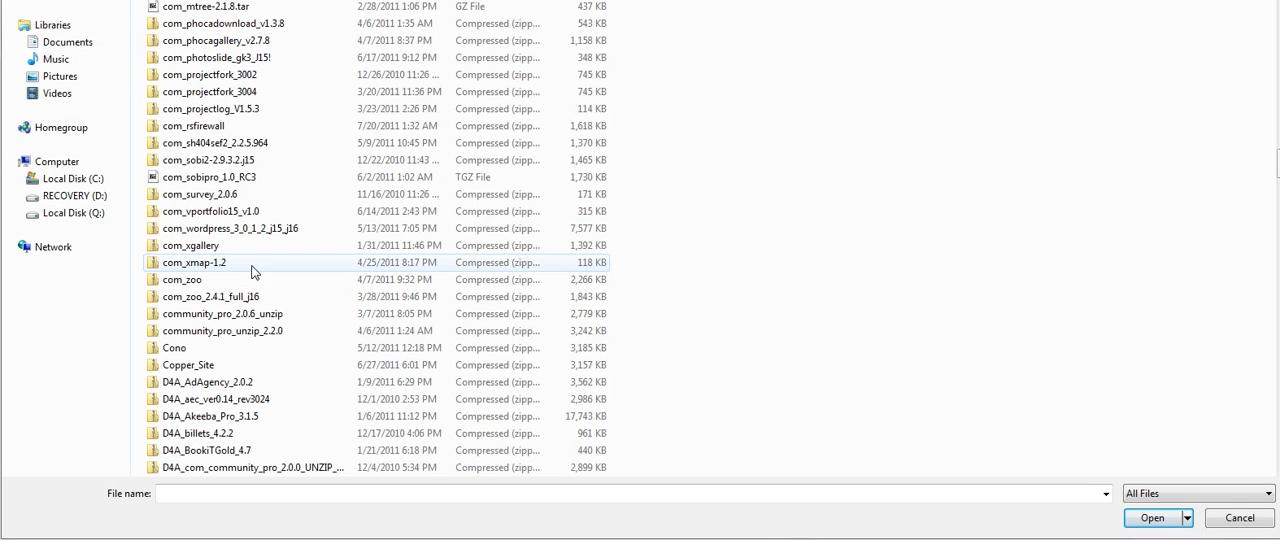 Libraries
Documents
Music
Pictures
Videos
Homegroup
Computer
Local Disk (C:)
RECOVERY (D:)
Local Disk (Q:)
Network
com_mtree-2.1.8.tar 2/28/2011 1:06 PM GZ File 437 KB
com_phocadownload_v1.3.8 4/6/2011 1:35 AM Compressed (zipp... 543 KB
com_phocagallery_v2.7.8 4/7/2011 8:37 PM Compressed (zipp... 1,158 KB
com_photoslide_gk3_J15! 6/17/2011 9:12 PM Compressed (zipp... 348 KB
com_projectfork_3002 12/26/2010 11:26 ... Compressed (zipp... 745 KB
com_projectfork_3004 3/20/2011 11:36 PM Compressed (zipp... 745 KB
com_projectlog_V1.5.3 3/23/2011 2:26 PM Compressed (zipp... 114 KB
com_rsfirewall 7/20/2011 1:32 AM Compressed (zipp... 1,618 KB
com_sh404sef2_2.2.5.964 5/9/2011 10:45 PM Compressed (zipp... 1,370 KB
com_sobi2-2.9.3.2.j15 12/22/2010 11:43 ... Compressed (zipp... 1,465 KB
com_sobipro_1.0_RC3 6/2/2011 1:02 AM TGZ File 1,730 KB
com_survey_2.0.6 11/16/2010 11:26 ... Compressed (zipp... 171 KB
com_vportfolio15_v1.0 6/14/2011 2:43 PM Compressed (zipp... 315 KB
com_wordpress_3_0_1_2_j15_j16 5/13/2011 7:05 PM Compressed (zipp... 7,577 KB
com_xgallery 1/31/2011 11:46 PM Compressed (zipp... 1,392 KB
com_xmap-1.2 4/25/2011 8:17 PM Compressed (zipp... 118 KB
com_zoo 4/7/2011 9:32 PM Compressed (zipp... 2,266 KB
com_zoo_2.4.1_full_j16 3/28/2011 9:46 PM Compressed (zipp... 1,843 KB
community_pro_2.0.6_unzip 3/7/2011 8:05 PM Compressed (zipp... 2,779 KB
community_pro_unzip_2.2.0 4/6/2011 1:24 AM Compressed (zipp... 3,242 KB
Cono 5/12/2011 12:18 PM Compressed (zipp... 3,185 KB
Copper_Site 6/27/2011 6:01 PM Compressed (zipp... 3,157 KB
D4A_AdAgency_2.0.2 1/9/2011 6:29 PM Compressed (zipp... 3,562 KB
D4A_aec_ver0.14_rev3024 12/1/2010 2:53 PM Compressed (zipp... 2,986 KB
D4A_Akeeba_Pro_3.1.5 1/6/2011 11:12 PM Compressed (zipp... 17,743 KB
D4A_billets_4.2.2 12/17/2010 4:06 PM Compressed (zipp... 961 KB
D4A_BookiTGold_4.7 1/21/2011 6:18 PM Compressed (zipp... 440 KB
D4A_com_community_pro_2.0.0_UNZIP_... 12/4/2010 5:34 PM Compressed (zipp... 2,899 KB
File name:
All Files
Open
Cancel